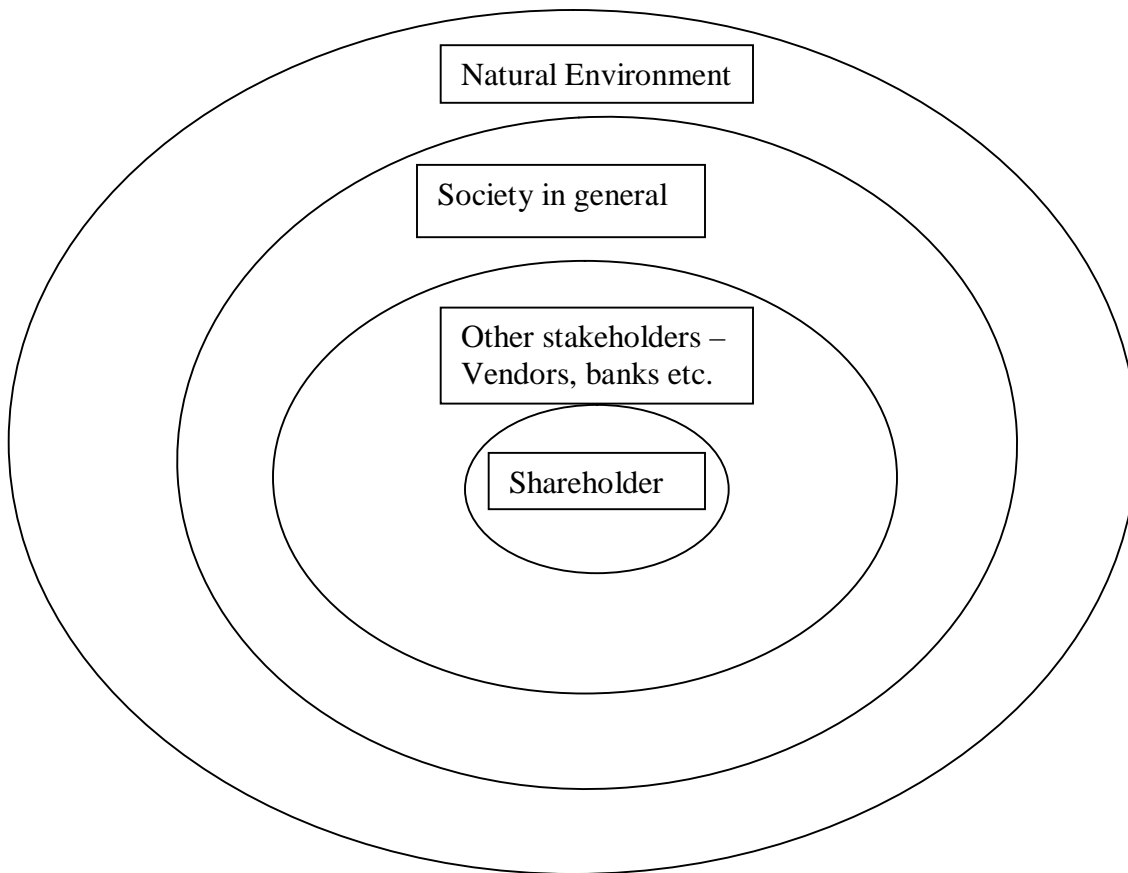 Natural Environment
Society in general
Other stakeholders –
Vendors, banks etc.
Shareholder